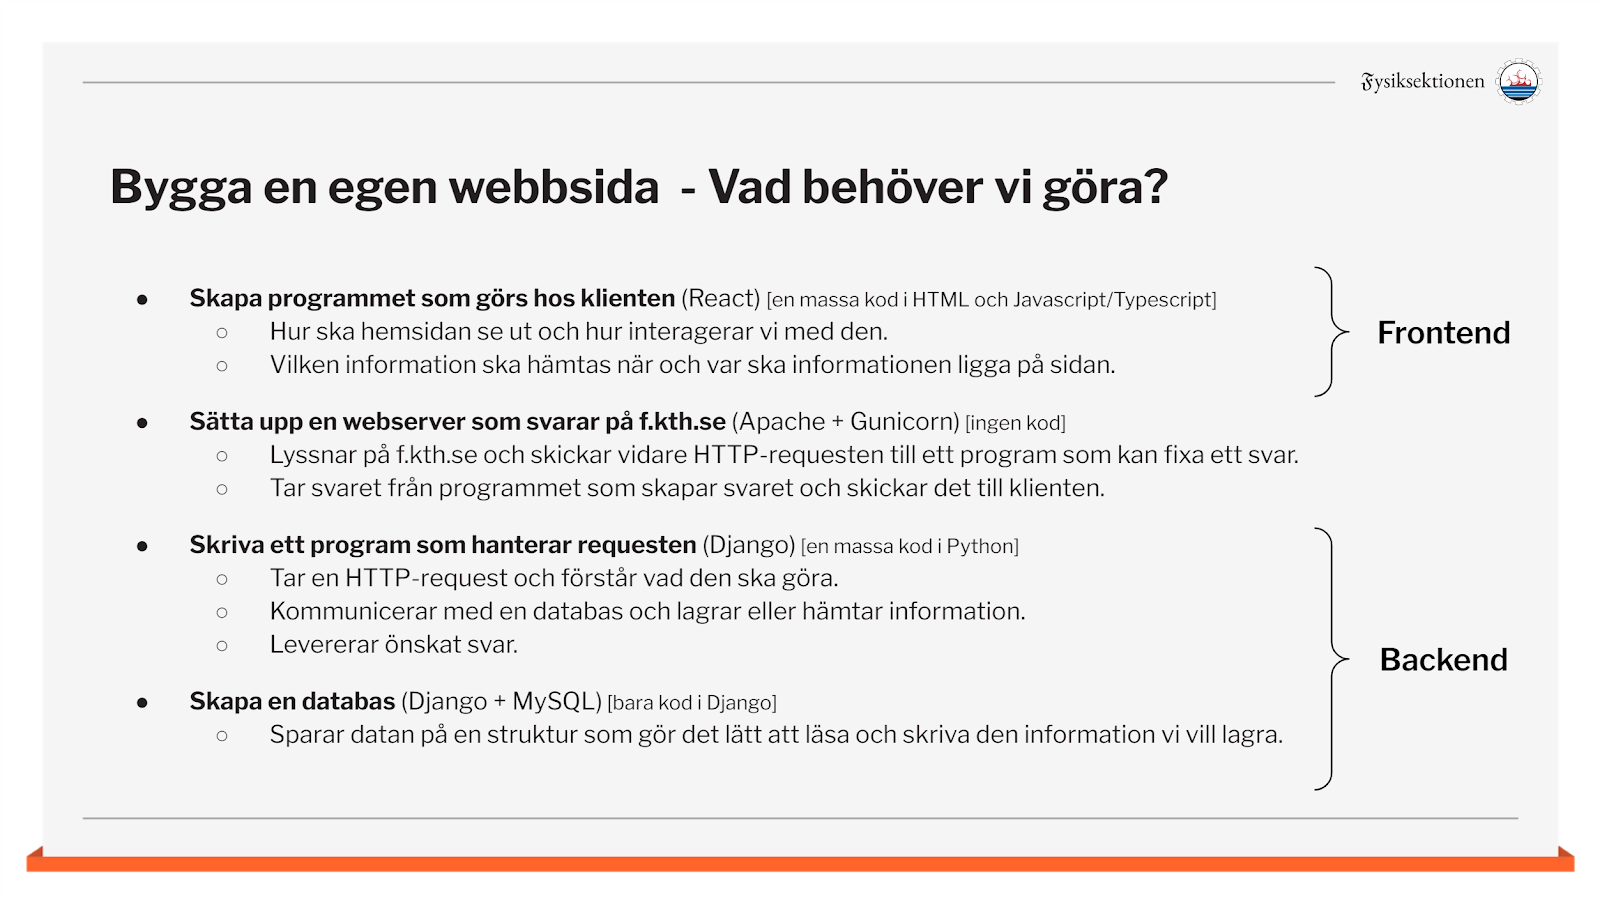 Fysiksektionen
Bygga en egen webbsida - Vad behöver vi göra?
● Skapa programmet som görs hos klienten (React) [en massa kod i HTML och Javascript/Typescript]
○ Hur ska hemsidan se ut och hur interagerar vi med den.
○ Vilken information ska hämtas när och var ska informationen ligga på sidan.
Frontend
● Sätta upp en webserver som svarar på f.kth.se (Apache + Gunicorn) [ingen kod]
○ Lyssnar på f.kth.se och skickar vidare HTTP-requesten till ett program som kan fixa ett svar.
○ Tar svaret från programmet som skapar svaret och skickar det till klienten.
● Skriva ett program som hanterar requesten (Django) [en massa kod i Python]
○ Tar en HTTP-request och förstår vad den ska göra.
○ Kommunicerar med en databas och lagrar eller hämtar information.
○ Levererar önskat svar.
● Skapa en databas (Django + MySQL) [bara kod i Django]
○ Sparar datan på en struktur som gör det lätt att läsa och skriva den information vi vill lagra.
Backend